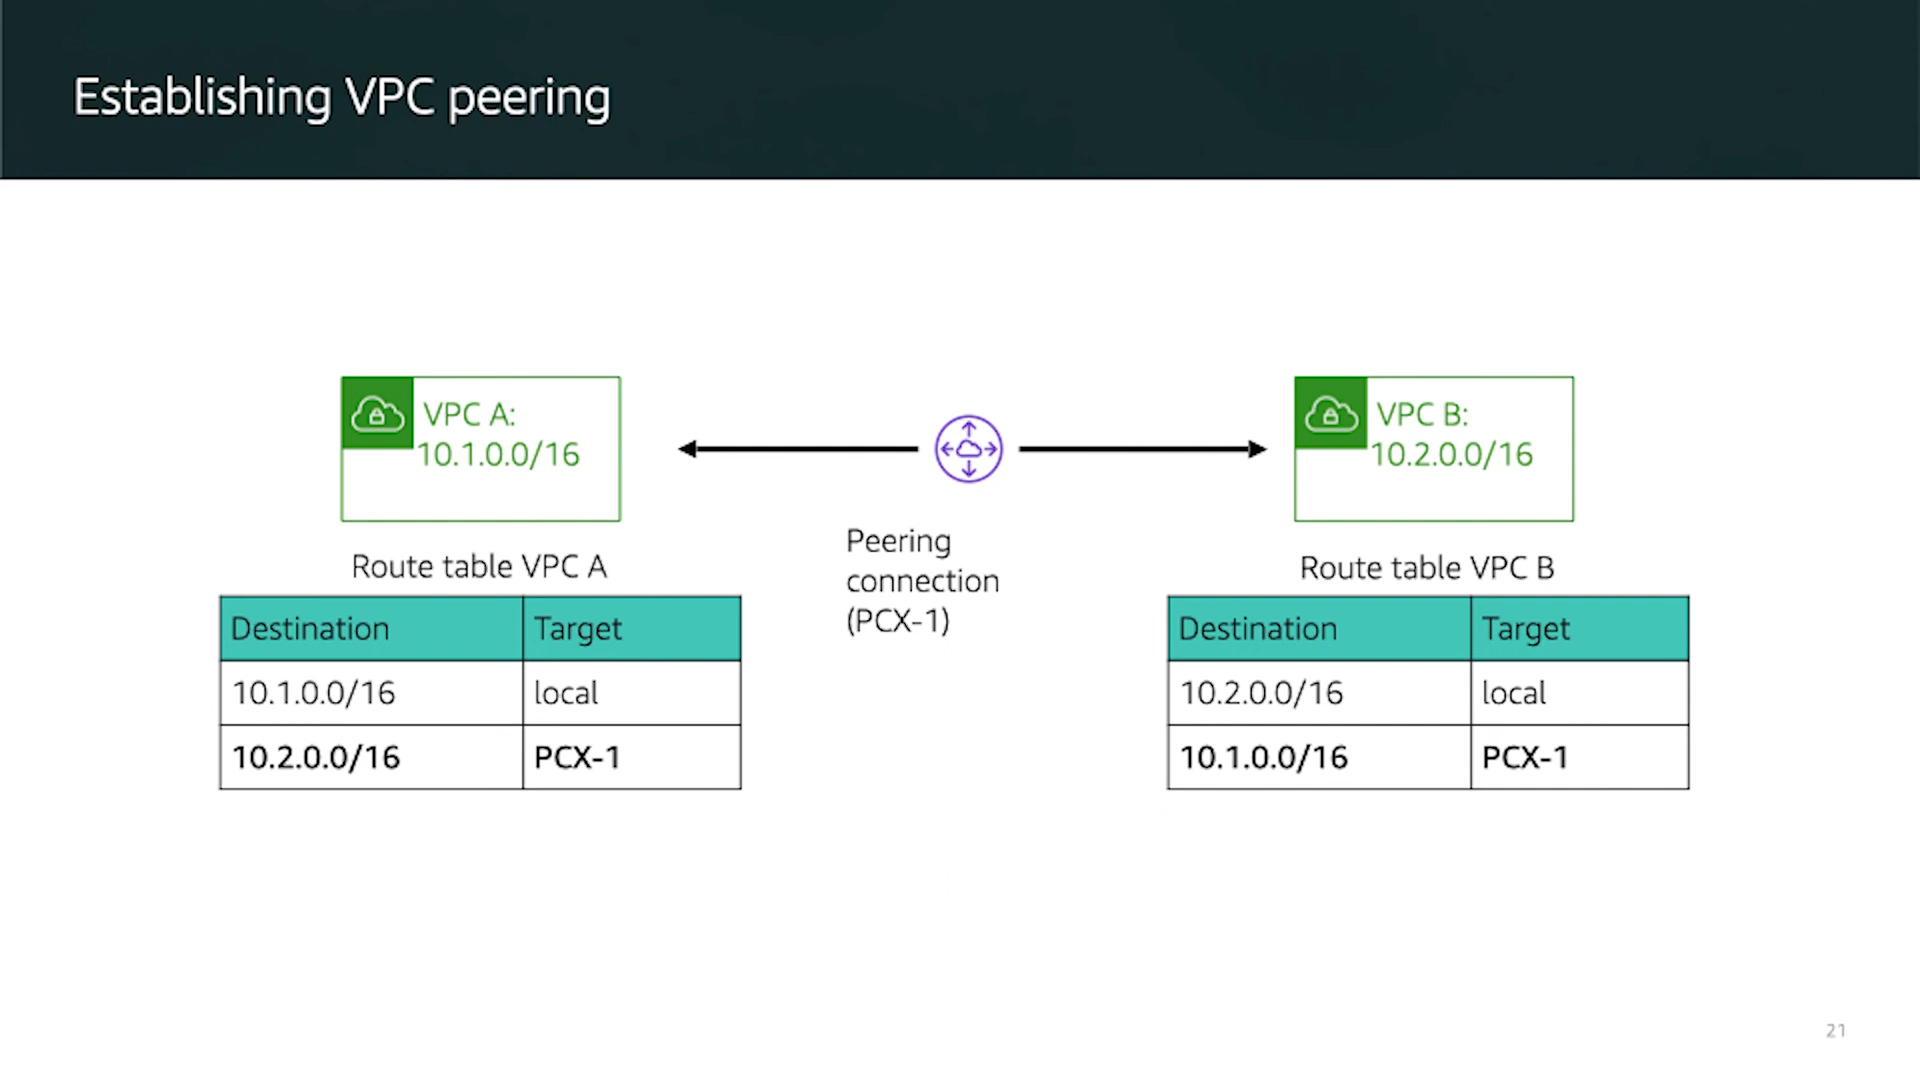 Establishing VPC peering
VPC A:
10.1.0.0/16
VPC B:
10.2.0.0/16
Peering
connection
(PCX-1)
Route table VPC A
Destination Target
10.1.0.0/16 local
10.2.0.0/16 PCX-1
Route table VPC B
Destination Target
10.2.0.0/16 local
10.1.0.0/16 PCX-1
21